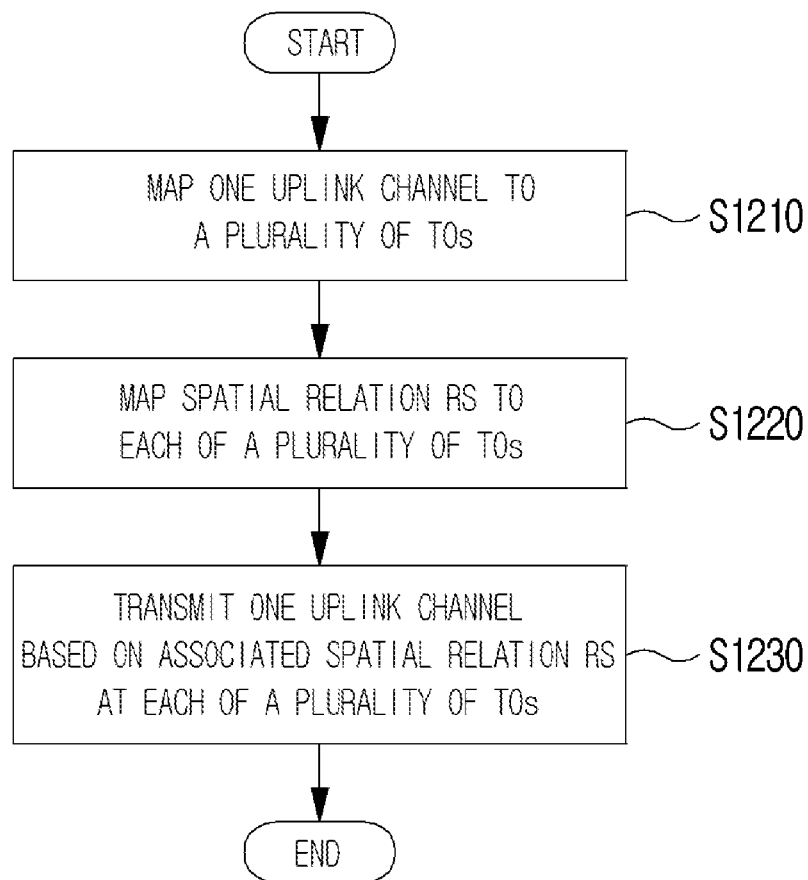 START
MAP ONE UPLINK CHANNEL TO
A PLURALITY OF TOs
S1210
MAP SPATIAL RELATION RS TO
EACH OF A PLURALITY OF TOs
S1220
TRANSMIT ONE UPLINK CHANNEL
BASED ON ASSOCIATED SPATIAL RELATION RS
AT EACH OF A PLURALITY OF TOs
S1230
END